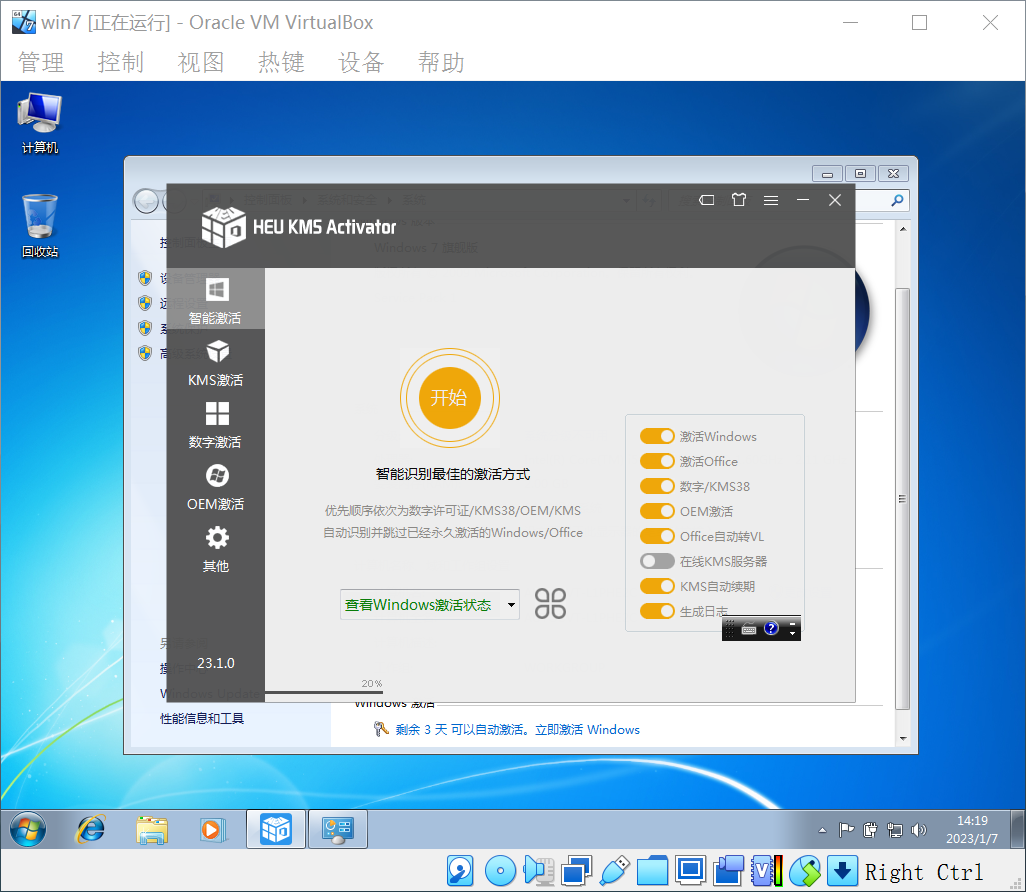 win7 [正在运行] - Oracle VM VirtualBox
管理 控制 视图 热键 设备 帮助
计算机
回收站
HEU KMS Activator
Windows 7 旗舰版
智能激活
KMS激活
数字激活
OEM激活
其他
23.1.0
开始
智能识别最佳的激活方式
优先顺序依次为数字许可证/KMS38/OEM/KMS
自动识别并跳过已经永久激活的Windows/Office
查看Windows激活状态
激活Windows
激活Office
数字/KMS38
OEM激活
Office自动转VL
在线KMS服务器
KMS自动续期
生成日志
20%
Windows Update
性能信息和工具
Windows 激活
剩余 3 天 可以自动激活。立即激活 Windows
14:19
2023/1/7
Right Ctrl